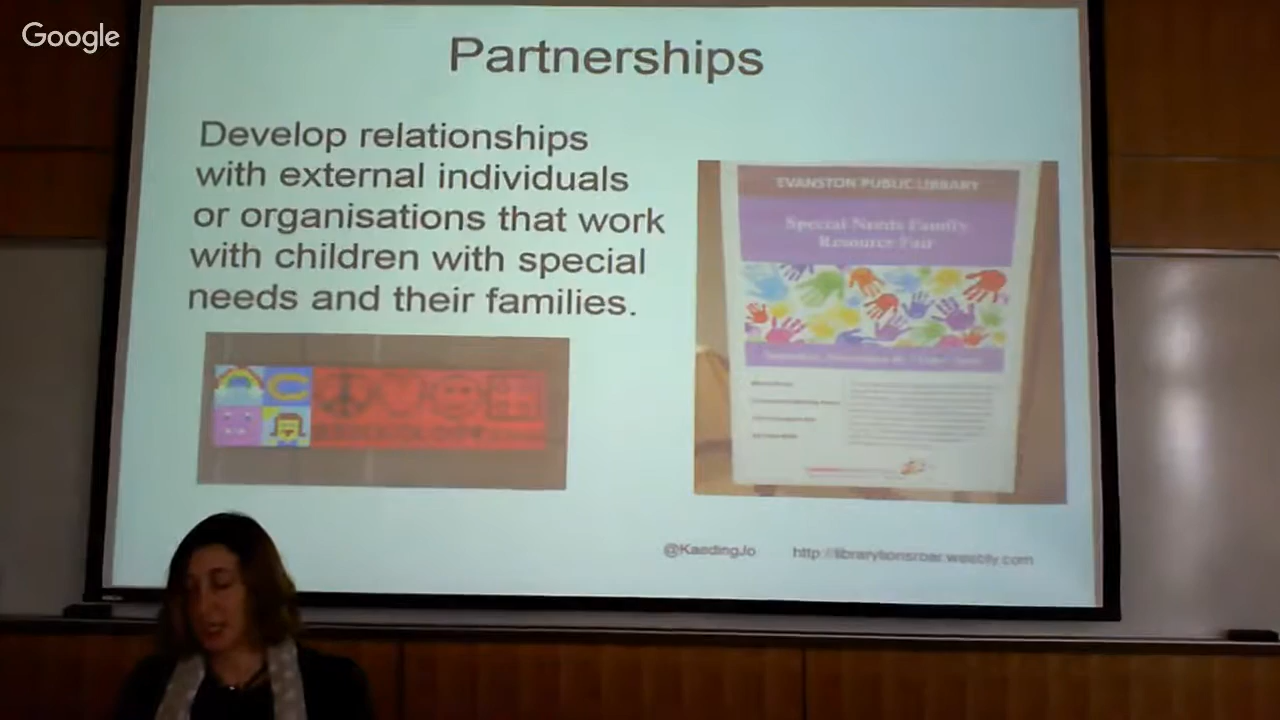 Google
Partnerships
Develop relationships
with external individuals
or organisations that work
with children with special
needs and their families.
EVANSTON PUBLIC LIBRARY
Special Needs Family
Resource Fair
@KaedingJo http://librarylionsroar.weebly.com